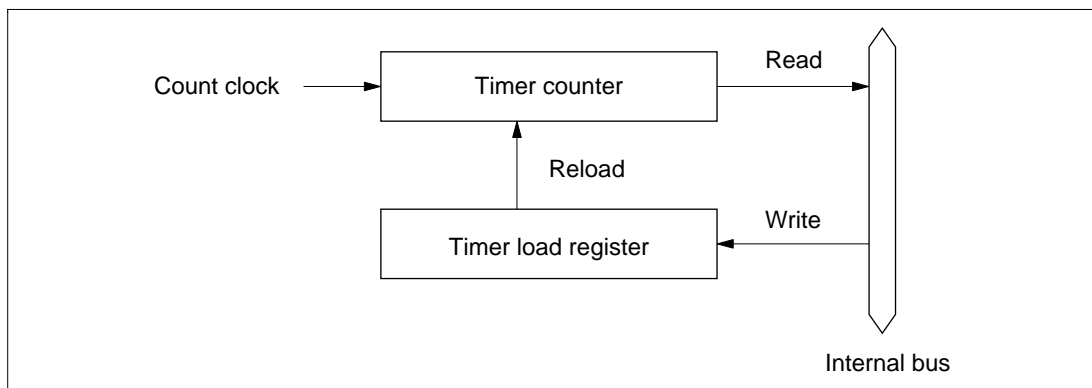 Read
Count clock
Timer counter
Reload
Write
Timer load register
Internal bus